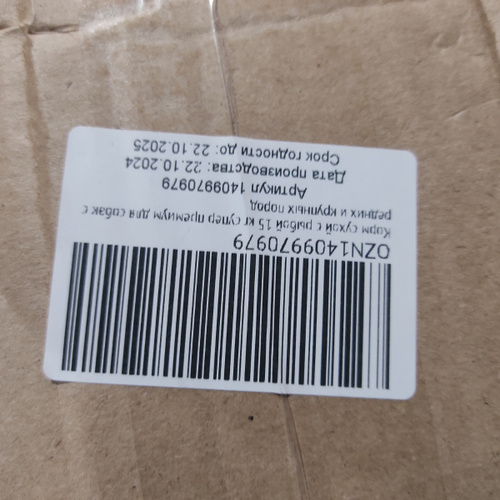 OZN1409970979
Корм сухой с рыбой 15 кг супер премиум для собак с
редних и крупных пород
Артикул 1409970979
Дата производства: 22.10.2024
Срок годности до: 22.10.2025